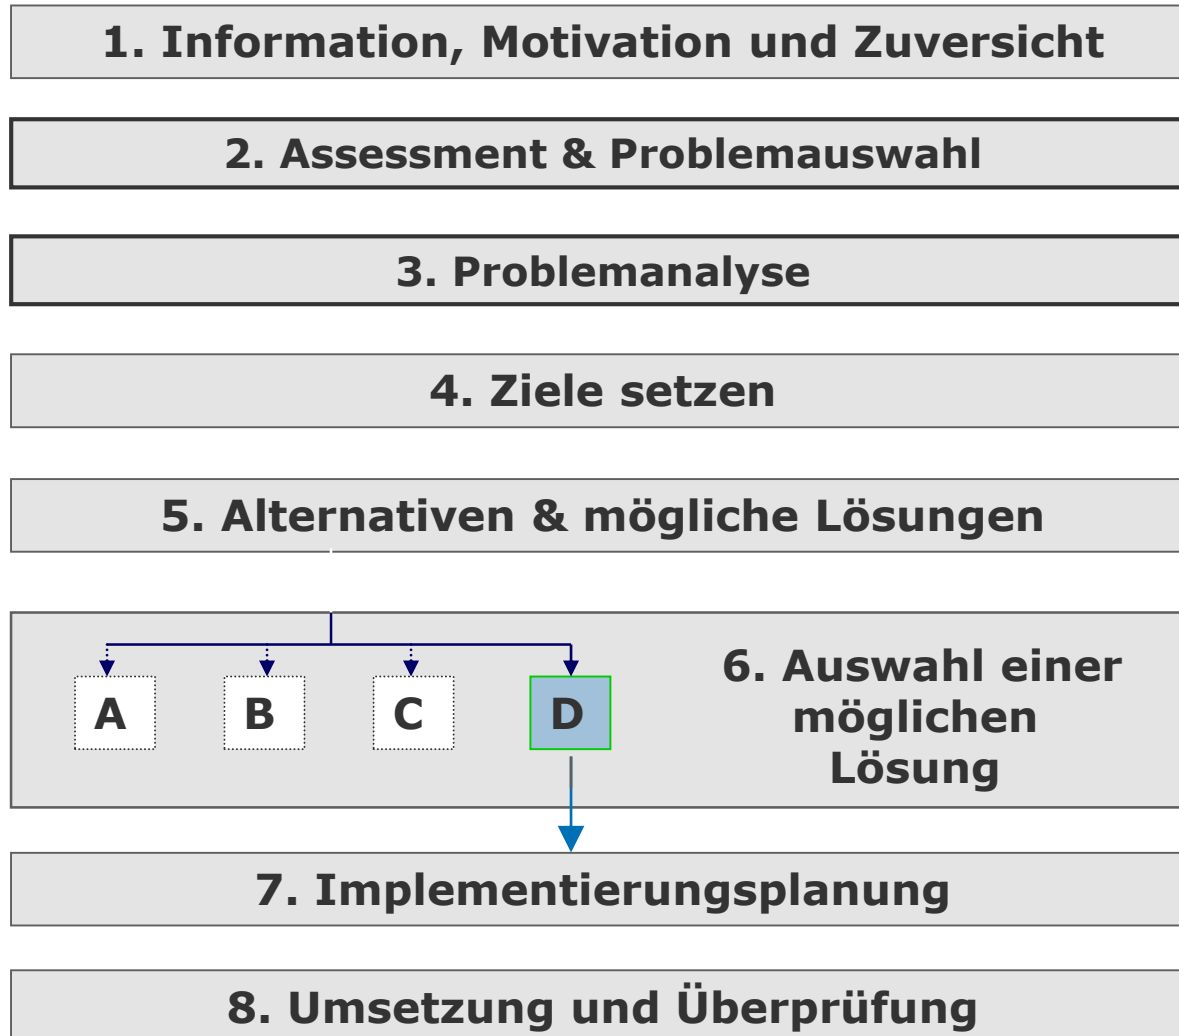 1. Information, Motivation und Zuversicht
2. Assessment & Problemauswahl
3. Problemanalyse
4. Ziele setzen
5. Alternativen & mögliche Lösungen
A B C D
6. Auswahl einer
möglichen
Lösung
7. Implementierungsplanung
8. Umsetzung und Überprüfung